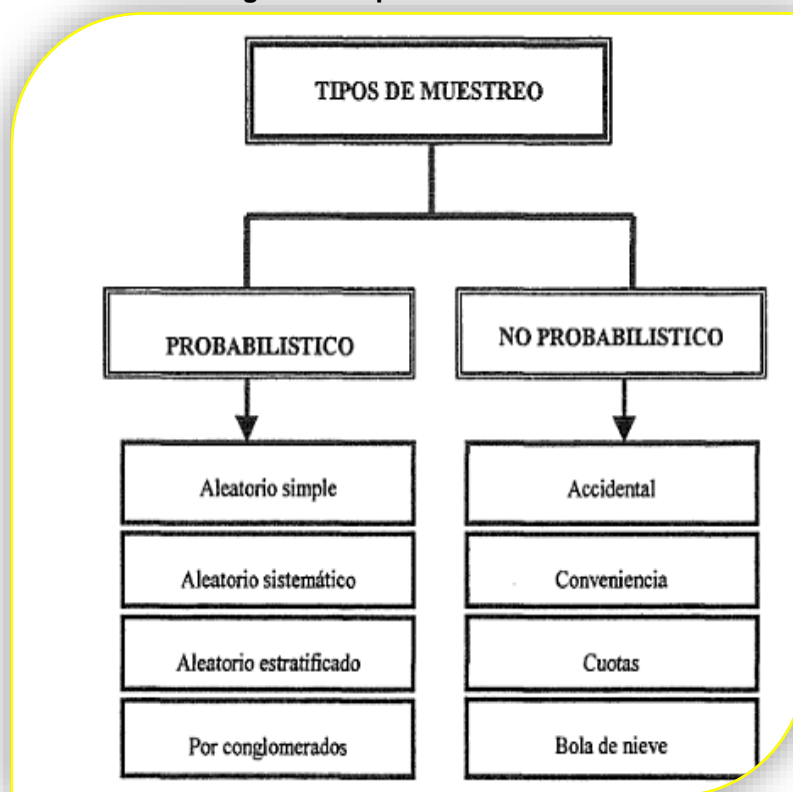 TIPOS DE MUESTREO
PROBABILISTICO
NO PROBABILISTICO
Aleatorio simple
Aleatorio sistemático
Aleatorio estratificado
Por conglomerados
Accidental
Conveniencia
Cuotas
Bola de nieve